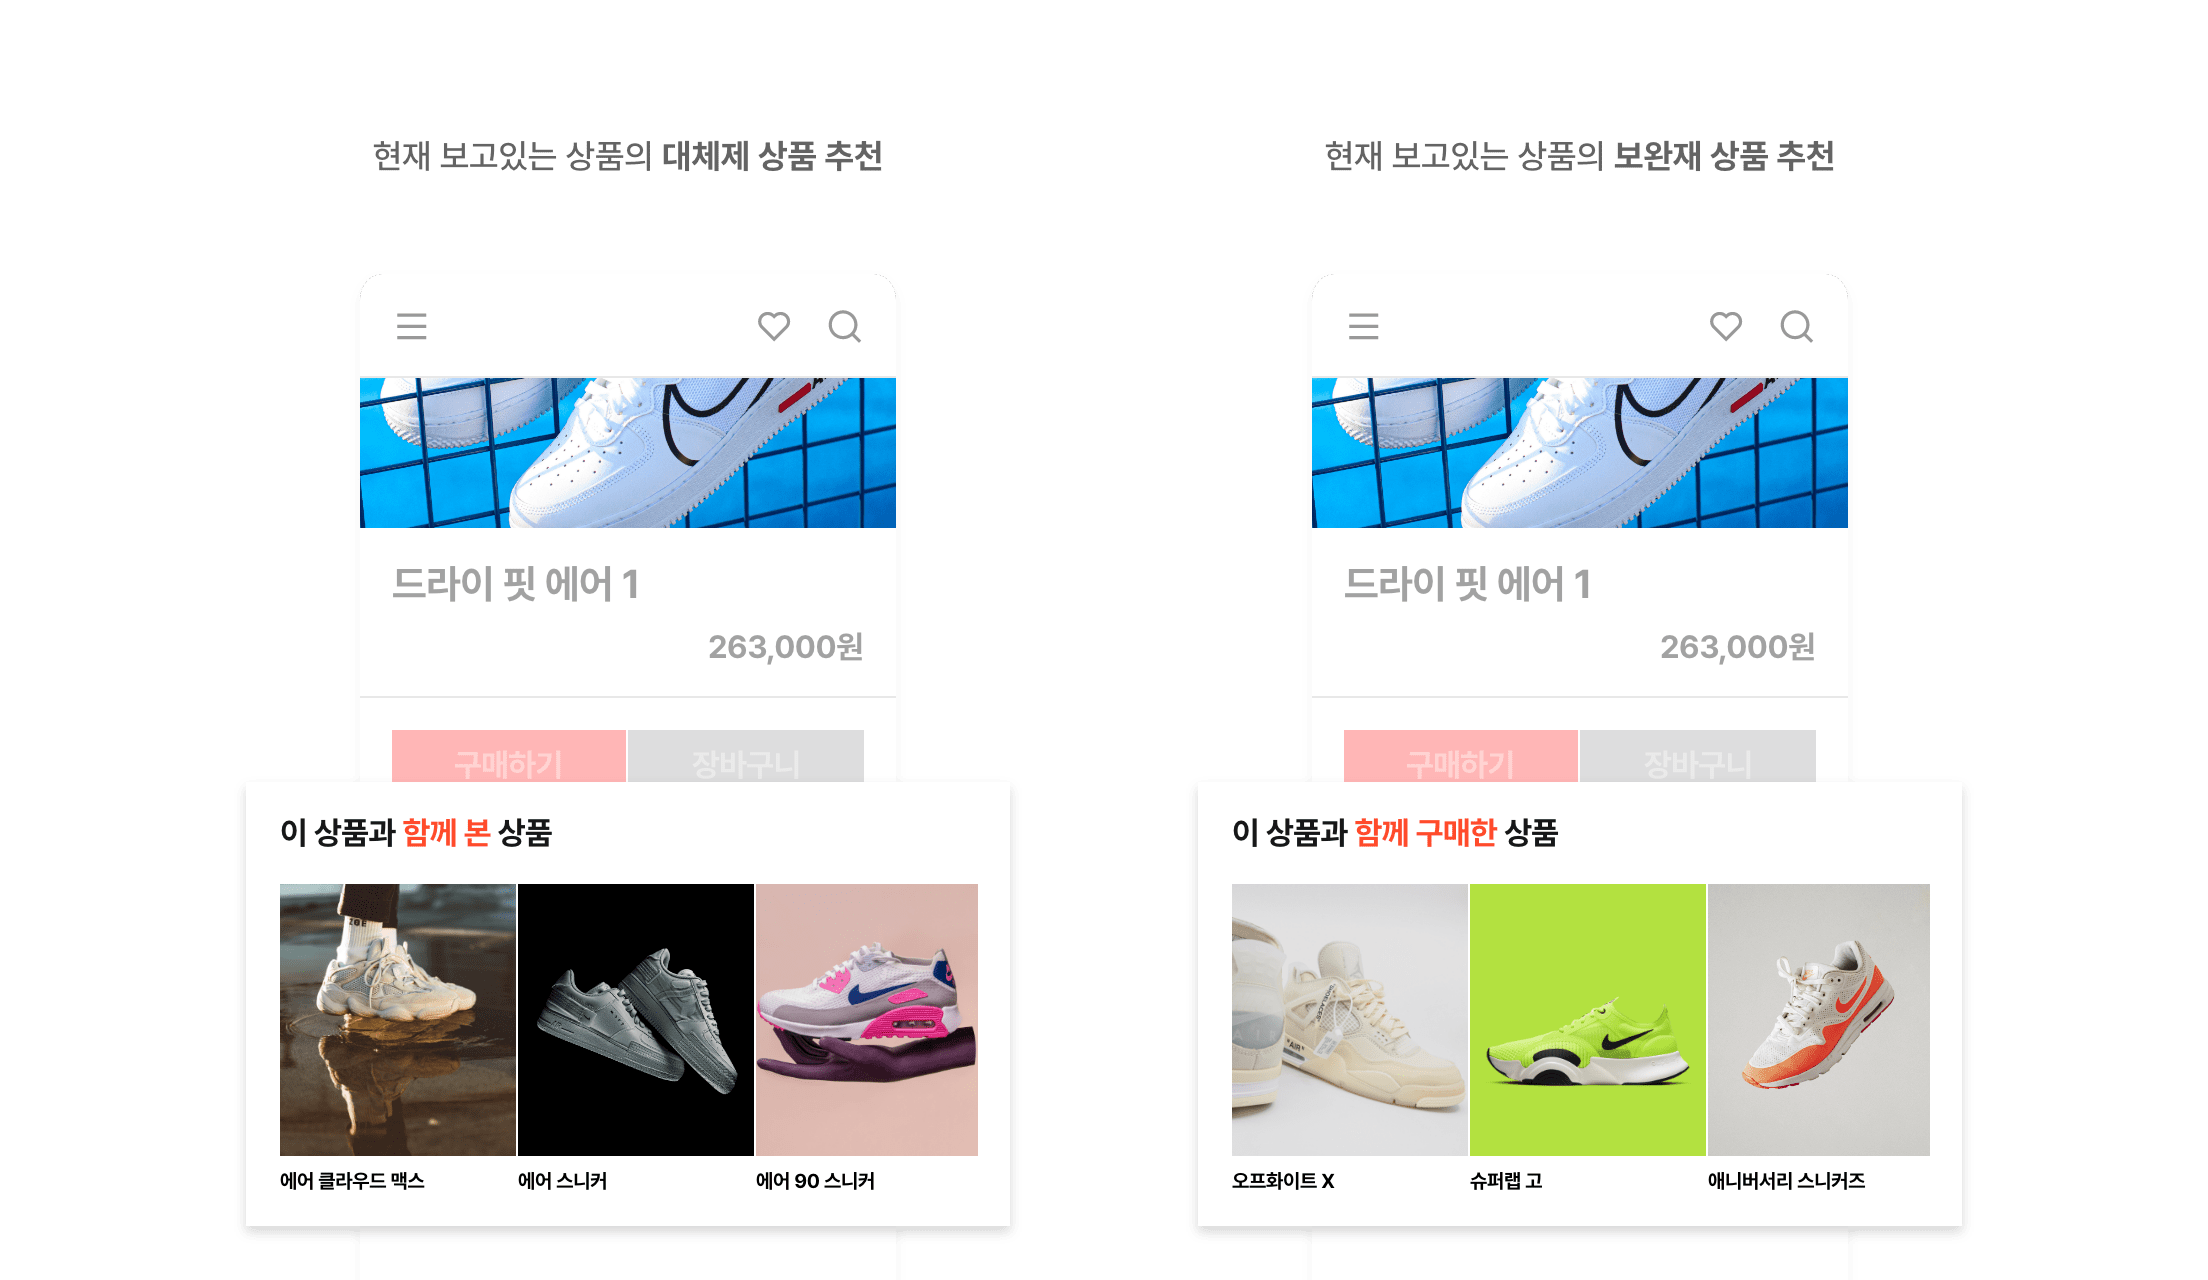 현재 보고있는 상품의 대체제 상품 추천
드라이 핏 에어 1
263,000원
구매하기
장바구니
이 상품과 함께 본 상품
에어 클라우드 맥스
에어 스니커
에어 90 스니커
현재 보고있는 상품의 보완재 상품 추천
드라이 핏 에어 1
263,000원
구매하기
장바구니
이 상품과 함께 구매한 상품
"AIR"
오프화이트 X
슈퍼랩 고
애니버서리 스니커즈